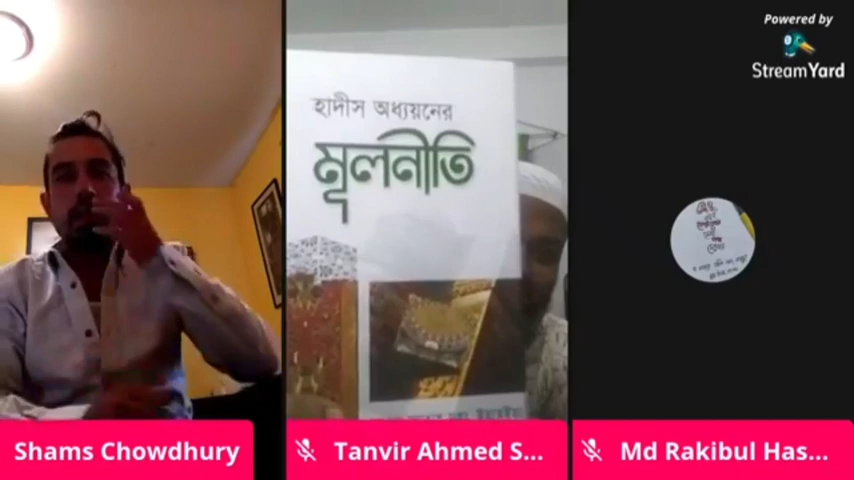 Powered by
StreamYard
হাদীস অধ্যয়নের
মূলনীতি
Shams Chowdhury
Tanvir Ahmed S...
Md Rakibul Has...